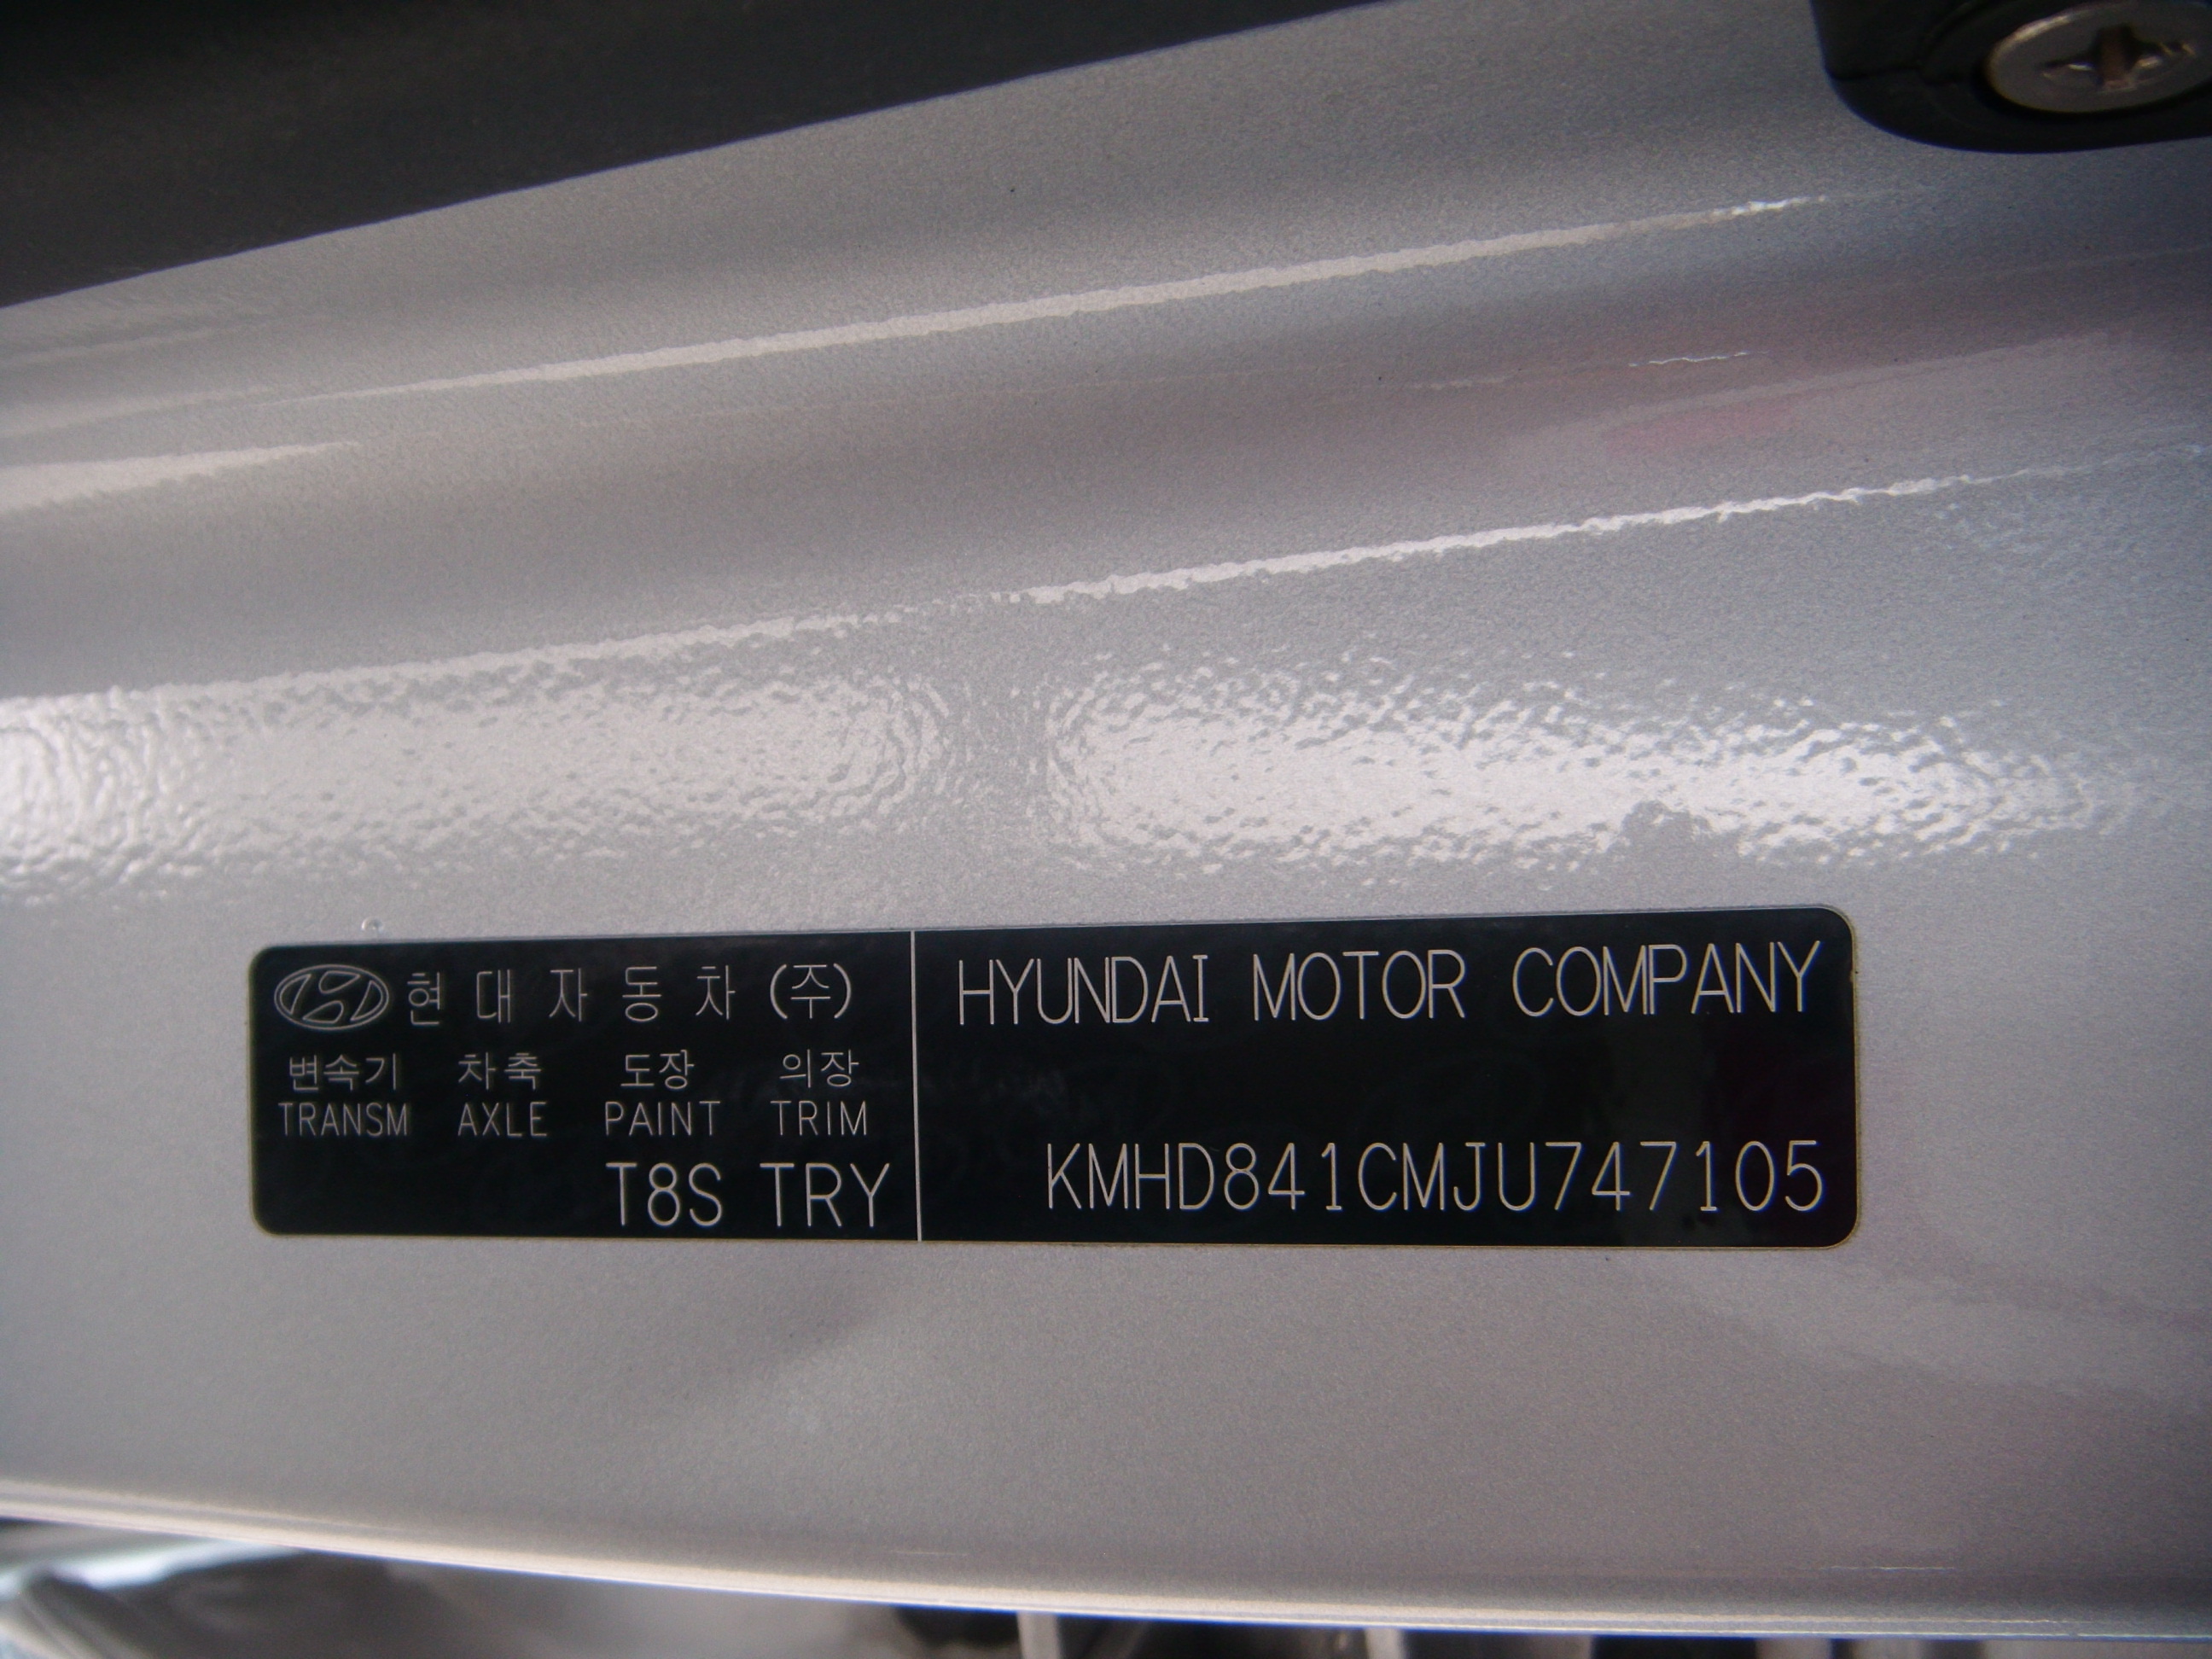 현대자동차(주)
변속기 차축 도장 의장
TRANSM AXLE PAINT TRIM
T8S TRY
HYUNDAI MOTOR COMPANY
KMHD841CMJU747105